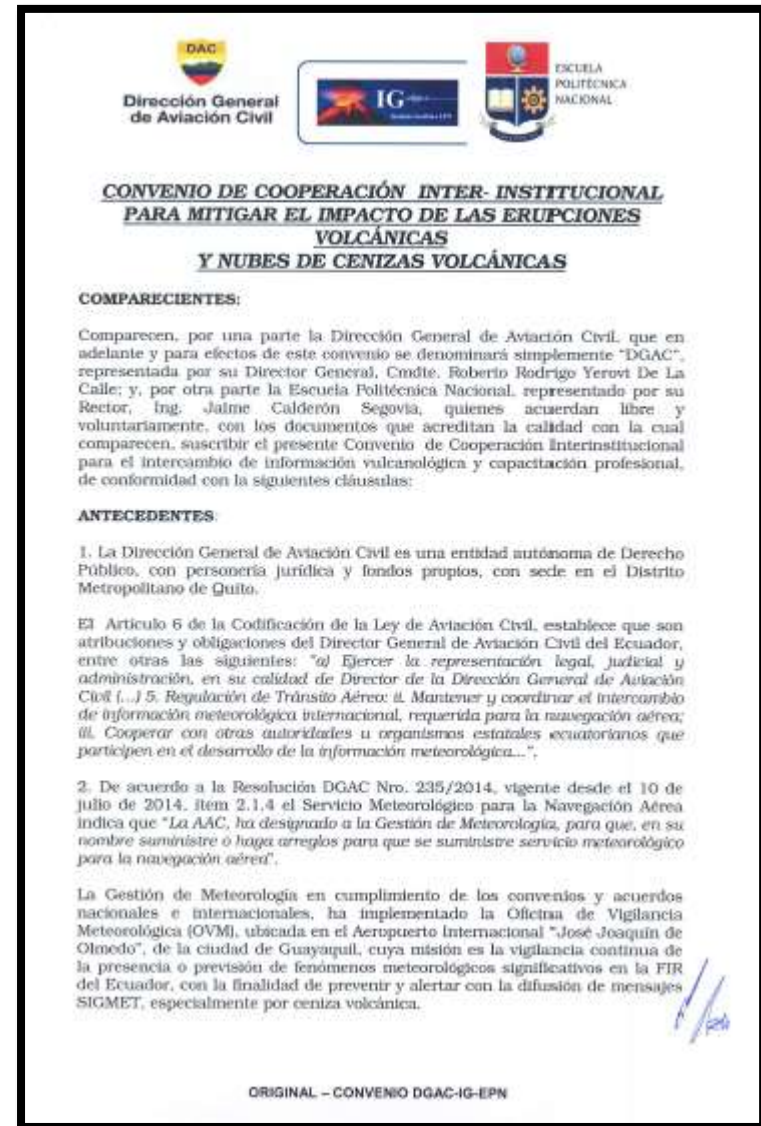 DAC
Dirección General
de Aviación Civil
IG
ESCUELA
POLITÉCNICA
NACIONAL
CONVENIO DE COOPERACIÓN INTER- INSTITUCIONAL
PARA MITIGAR EL IMPACTO DE LAS ERUPCIONES
VOLCÁNICAS
Y NUBES DE CENIZAS VOLCÁNICAS
COMPARECIENTES:
Comparecen, por una parte la Dirección General de Aviación Civil, que en
adelante y para efectos de este convenio se denominará simplemente "DGAC",
representada por su Director General, Cmdte. Roberto Rodrigo Yerovi De La
Calle; y, por otra parte la Escuela Politécnica Nacional, representado por su
Rector, Ing. Jaime Calderón Segovia, quienes acuerdan libre y
voluntariamente, con los documentos que acreditan la calidad con la cual
comparecen, suscribir el presente Convenio de Cooperación Interinstitucional
para el intercambio de información vulcanológica y capacitación profesional,
de conformidad con la siguientes cláusulas:
ANTECEDENTES:
1. La Dirección General de Aviación Civil es una entidad autónoma de Derecho
Público, con personería jurídica y fondos propios, con sede en el Distrito
Metropolitano de Quito.
El Artículo 6 de la Codificación de la Ley de Aviación Civil, establece que son
atribuciones y obligaciones del Director General de Aviación Civil del Ecuador,
entre otras las siguientes: "a) Ejercer la representación legal, judicial y
administración, en su calidad de Director de la Dirección General de Aviación
Civil (...) 5. Regulación de Tránsito Aéreo: ii. Mantener y coordinar el intercambio
de información meteorológica internacional, requerida para la navegación aérea;
iii. Cooperar con otras autoridades u organismos estatales ecuatorianos que
participen en el desarrollo de la información meteorológica...".
2. De acuerdo a la Resolución DGAC Nro. 235/2014, vigente desde el 10 de
julio de 2014, ítem 2.1.4 el Servicio Meteorológico para la Navegación Aérea
indica que "La AAC, ha designado a la Gestión de Meteorología, para que, en su
nombre suministre o haga arreglos para que se suministre servicio meteorológico
para la navegación aérea".
La Gestión de Meteorología en cumplimiento de los convenios y acuerdos
nacionales e internacionales, ha implementado la Oficina de Vigilancia
Meteorológica (OVM), ubicada en el Aeropuerto Internacional "José Joaquín de
Olmedo", de la ciudad de Guayaquil, cuya misión es la vigilancia continua de
la presencia o previsión de fenómenos meteorológicos significativos en la FIR
del Ecuador, con la finalidad de prevenir y alertar con la difusión de mensajes
SIGMET, especialmente por ceniza volcánica.
ORIGINAL – CONVENIO DGAC-IG-EPN